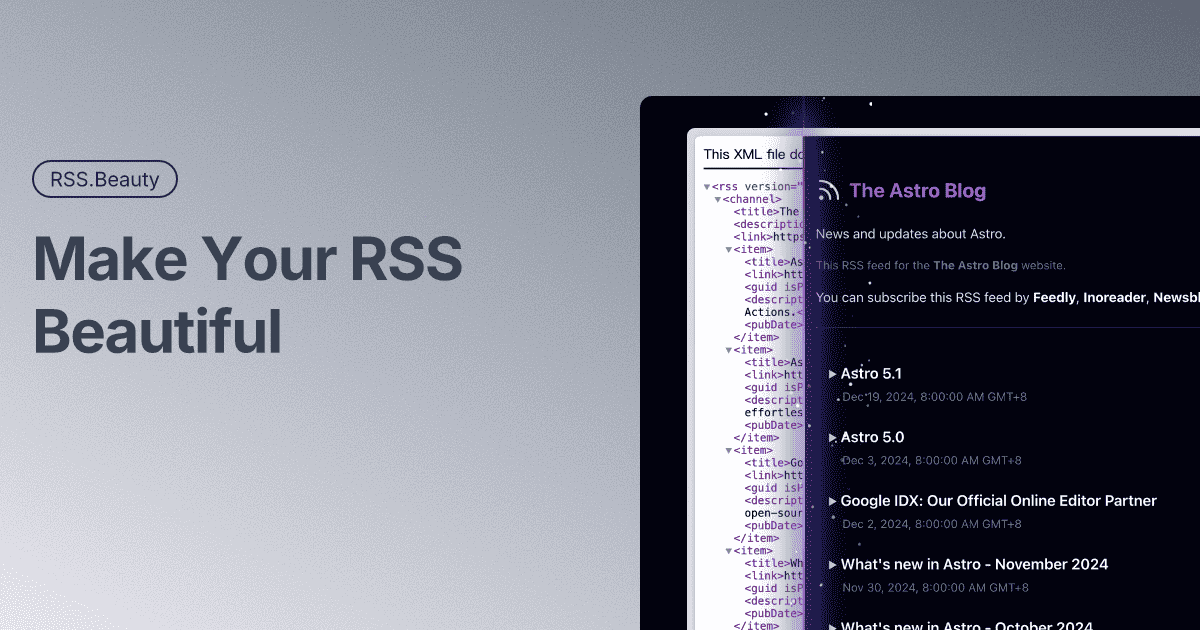 RSS.Beauty
Make Your RSS
Beautiful
This XML file do
▼<rss version="
▼<channel>
<title>The
<descriptio
<link>https
▼<item>
<title>As
<link>htt
<guid isP
<descript
Actions.<
<pubDate>
</item>
▼<item>
<title>As
<link>htt
<guid isP
<descript
effortles
<pubDate>
</item>
▼<item>
<title>Go
<link>htt
<guid isP
<descript
open-sour
<pubDate>
</item>
▼<item>
<title>Wh
<link>htt
<guid isP
<descript
<pubDate>
</item>
The Astro Blog
News and updates about Astro.
This RSS feed for the The Astro Blog website.
You can subscribe this RSS feed by Feedly, Inoreader, Newsbl
▶ Astro 5.1
Dec 19, 2024, 8:00:00 AM GMT+8
▶ Astro 5.0
Dec 3, 2024, 8:00:00 AM GMT+8
▶ Google IDX: Our Official Online Editor Partner
Dec 2, 2024, 8:00:00 AM GMT+8
▶ What's new in Astro - November 2024
Nov 30, 2024, 8:00:00 AM GMT+8
▶ What's new in Astro - October 2024